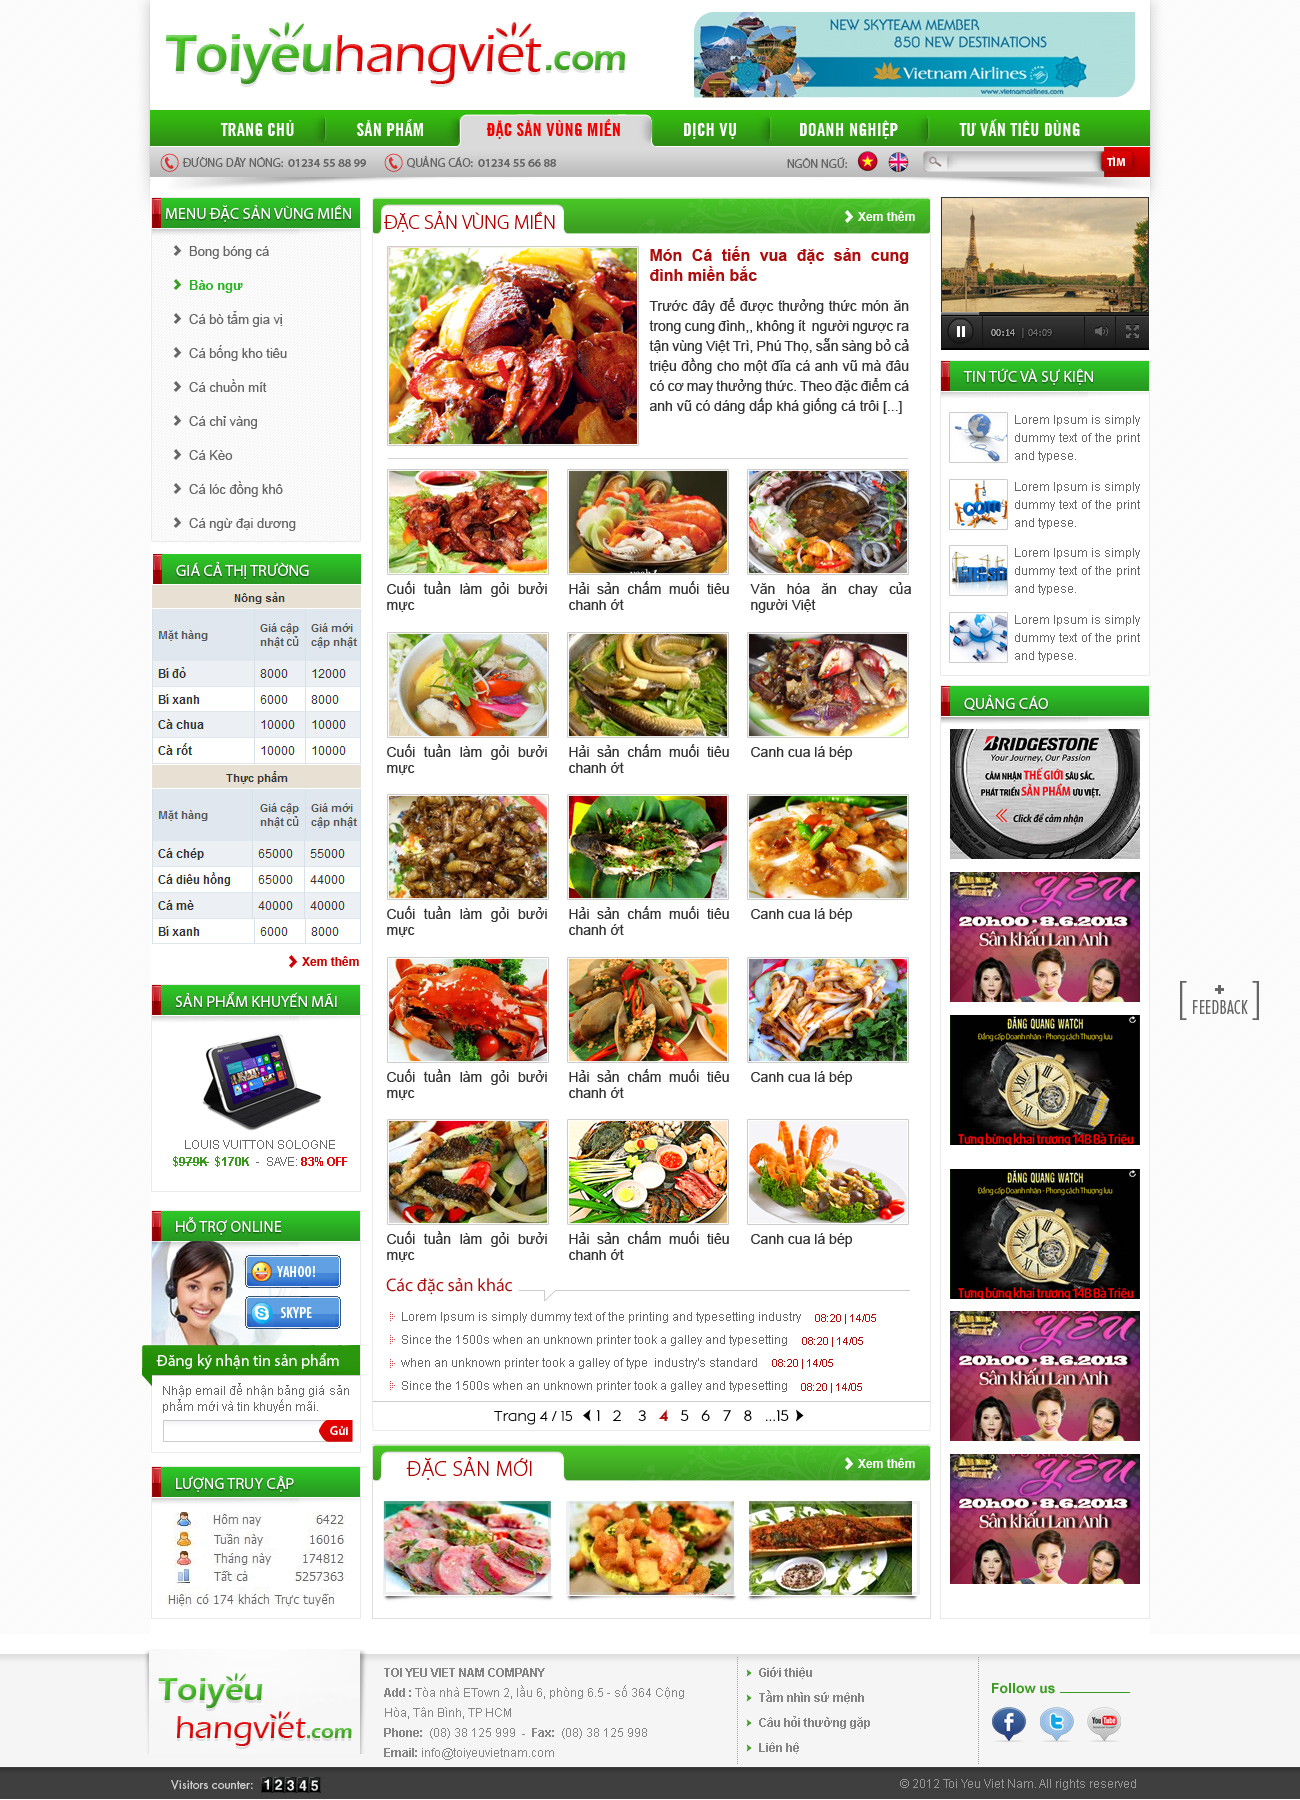 Toiyếuhangviệt.com
NEW SKYTEAM MEMBER
850 NEW DESTINATIONS
Vietnam Airlines
www.vietnamairlines.com
TRANG CHỦ SẢN PHẨM ĐẶC SẢN VÙNG MIỀN DỊCH VỤ DOANH NGHIỆP TƯ VẤN TIÊU DÙNG
ĐƯỜNG DÂY NÓNG: 01234 55 88 99 QUẢNG CÁO: 01234 55 66 88 NGÔN NGỮ: TÌM
MENU ĐẶC SẢN VÙNG MIỀN
Bong bóng cá
Bào ngư
Cá bò tẩm gia vị
Cá bống kho tiêu
Cá chuồn mít
Cá chỉ vàng
Cá Kèo
Cá lóc đồng khô
Cá ngừ đại dương
GIÁ CẢ THỊ TRƯỜNG
Nông sản
Mặt hàng Giá cập nhật cũ Giá mới cập nhật
Bí đỏ 8000 12000
Bí xanh 6000 8000
Cà chua 10000 10000
Cà rốt 10000 10000
Thực phẩm
Mặt hàng Giá cập nhật cũ Giá mới cập nhật
Cá chép 65000 55000
Cá diêu hồng 65000 44000
Cá mè 40000 40000
Bí xanh 6000 8000
Xem thêm
SẢN PHẨM KHUYẾN MÃI
LOUIS VUITTON SOLOGNE
$979K $170K - SAVE: 83% OFF
HỖ TRỢ ONLINE
YAHOO!
SKYPE
Đăng ký nhận tin sản phẩm
Nhập email để nhận bảng giá sản
phẩm mới và tin khuyến mãi.
Gửi
LƯỢNG TRUY CẬP
Hôm nay 6422
Tuần này 16016
Tháng này 174812
Tất cả 5257363
Hiện có 174 khách Trực tuyến
ĐẶC SẢN VÙNG MIỀN
Xem thêm
Món Cá tiến vua đặc sản cung
đình miền bắc
Trước đây để được thưởng thức món ăn
trong cung đình,, không ít người ngược ra
tận vùng Việt Trì, Phú Thọ, sẵn sàng bỏ cả
triệu đồng cho một đĩa cá anh vũ mà đâu
có cơ may thưởng thức. Theo đặc điểm cá
anh vũ có dáng dấp khá giống cá trôi [...]
Cuối tuần làm gỏi bưởi
mực
Hải sản chấm muối tiêu
chanh ớt
Văn hóa ăn chay của
người Việt
Cuối tuần làm gỏi bưởi
mực
Hải sản chấm muối tiêu
chanh ớt
Canh cua lá bép
Cuối tuần làm gỏi bưởi
mực
Hải sản chấm muối tiêu
chanh ớt
Canh cua lá bép
Cuối tuần làm gỏi bưởi
mực
Hải sản chấm muối tiêu
chanh ớt
Canh cua lá bép
Cuối tuần làm gỏi bưởi
mực
Hải sản chấm muối tiêu
chanh ớt
Canh cua lá bép
Các đặc sản khác
Lorem Ipsum is simply dummy text of the printing and typesetting industry 08:20 | 14/05
Since the 1500s when an unknown printer took a galley and typesetting 08:20 | 14/05
when an unknown printer took a galley of type industry's standard 08:20 | 14/05
Since the 1500s when an unknown printer took a galley and typesetting 08:20 | 14/05
Trang 4 / 15 1 2 3 4 5 6 7 8 ...15
ĐẶC SẢN MỚI
Xem thêm
00:14 | 04:09
TIN TỨC VÀ SỰ KIỆN
Lorem Ipsum is simply
dummy text of the print
and typese.
Lorem Ipsum is simply
dummy text of the print
and typese.
Lorem Ipsum is simply
dummy text of the print
and typese.
Lorem Ipsum is simply
dummy text of the print
and typese.
QUẢNG CÁO
BRIDGESTONE
Your Journey, Our Passion
CẢM NHẬN THẾ GIỚI SÂU SẮC.
PHÁT TRIỂN SẢN PHẨM ƯU VIỆT.
Click để cảm nhận
YÊU
20h00 - 8.6.2013
Sân khấu Lan Anh
ĐĂNG QUANG WATCH
Đẳng cấp Doanh nhân - Phong cách Thượng lưu
Tưng bừng khai trương 14B Bà Triệu
ĐĂNG QUANG WATCH
Đẳng cấp Doanh nhân - Phong cách Thượng lưu
Tưng bừng khai trương 14B Bà Triệu
YÊU
20h00 - 8.6.2013
Sân khấu Lan Anh
YÊU
20h00 - 8.6.2013
Sân khấu Lan Anh
+
FEEDBACK
Toiyếu
hangviệt.com
TOI YEU VIET NAM COMPANY
Add : Tòa nhà ETown 2, lầu 6, phòng 6.5 - số 364 Cộng
Hòa, Tân Bình, TP HCM
Phone: (08) 38 125 999 - Fax: (08) 38 125 998
Email: info@toiyeuvietnam.com
Giới thiệu
Tầm nhìn sứ mệnh
Câu hỏi thường gặp
Liên hệ
Follow us
You Tube
Visitors counter: 12345
© 2012 Toi Yeu Viet Nam. All rights reserved